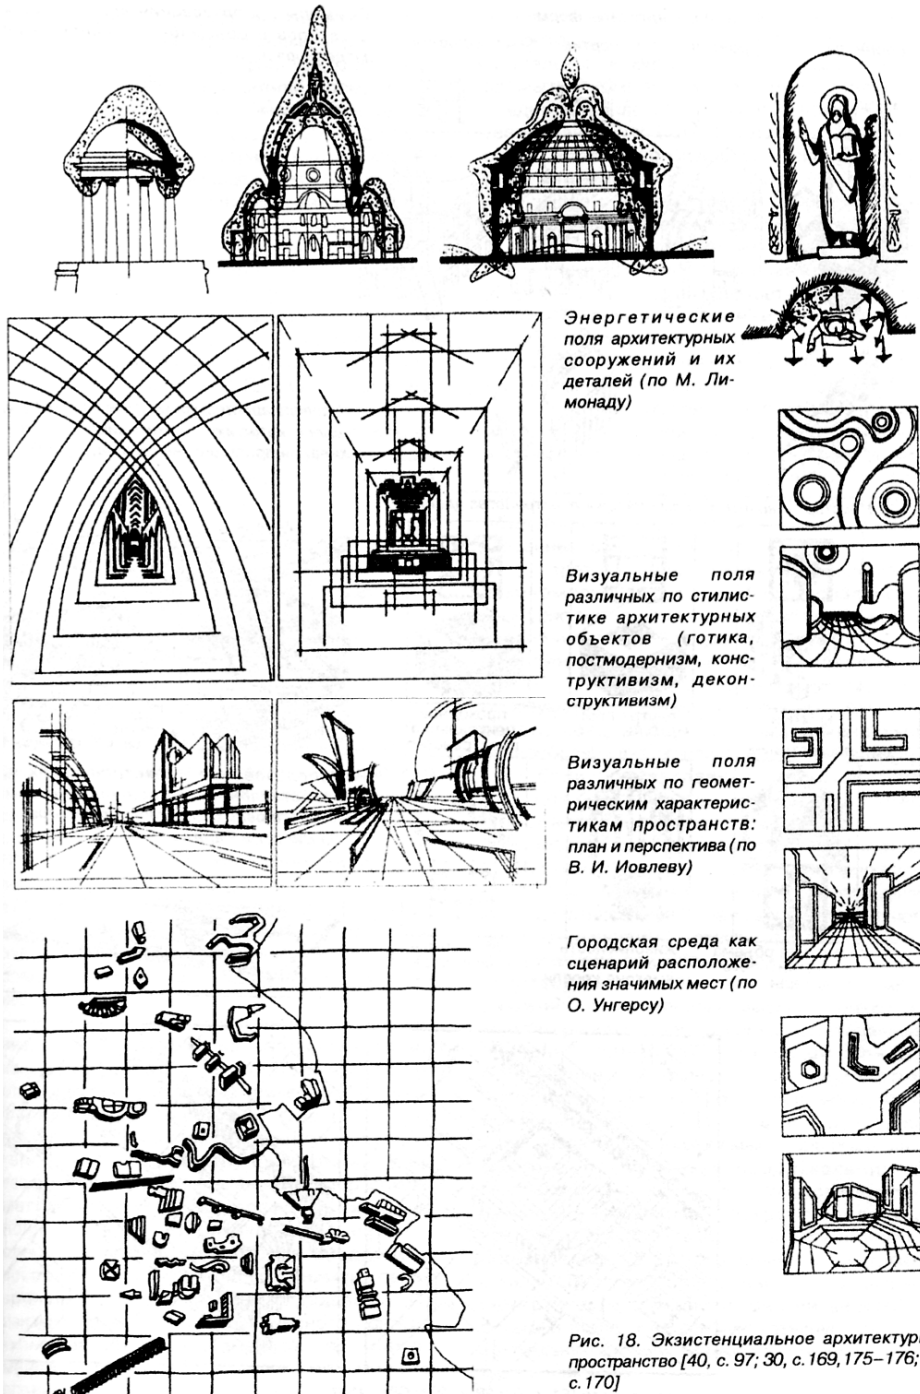 Энергетические
поля архитектурных
сооружений и их
деталей (по М. Ли-
монаду)
Визуальные поля
различных по стилис-
тике архитектурных
объектов (готика,
постмодернизм, конс-
труктивизм, декон-
структивизм)
Визуальные поля
различных по геомет-
рическим характерис-
тикам пространств:
план и перспектива (по
В. И. Иовлеву)
Городская среда как
сценарий расположе-
ния значимых мест (по
О. Унгерсу)
Рис. 18. Экзистенциальное архитектур
пространство [40, с. 97; 30, с. 169, 175–176;
с. 170]